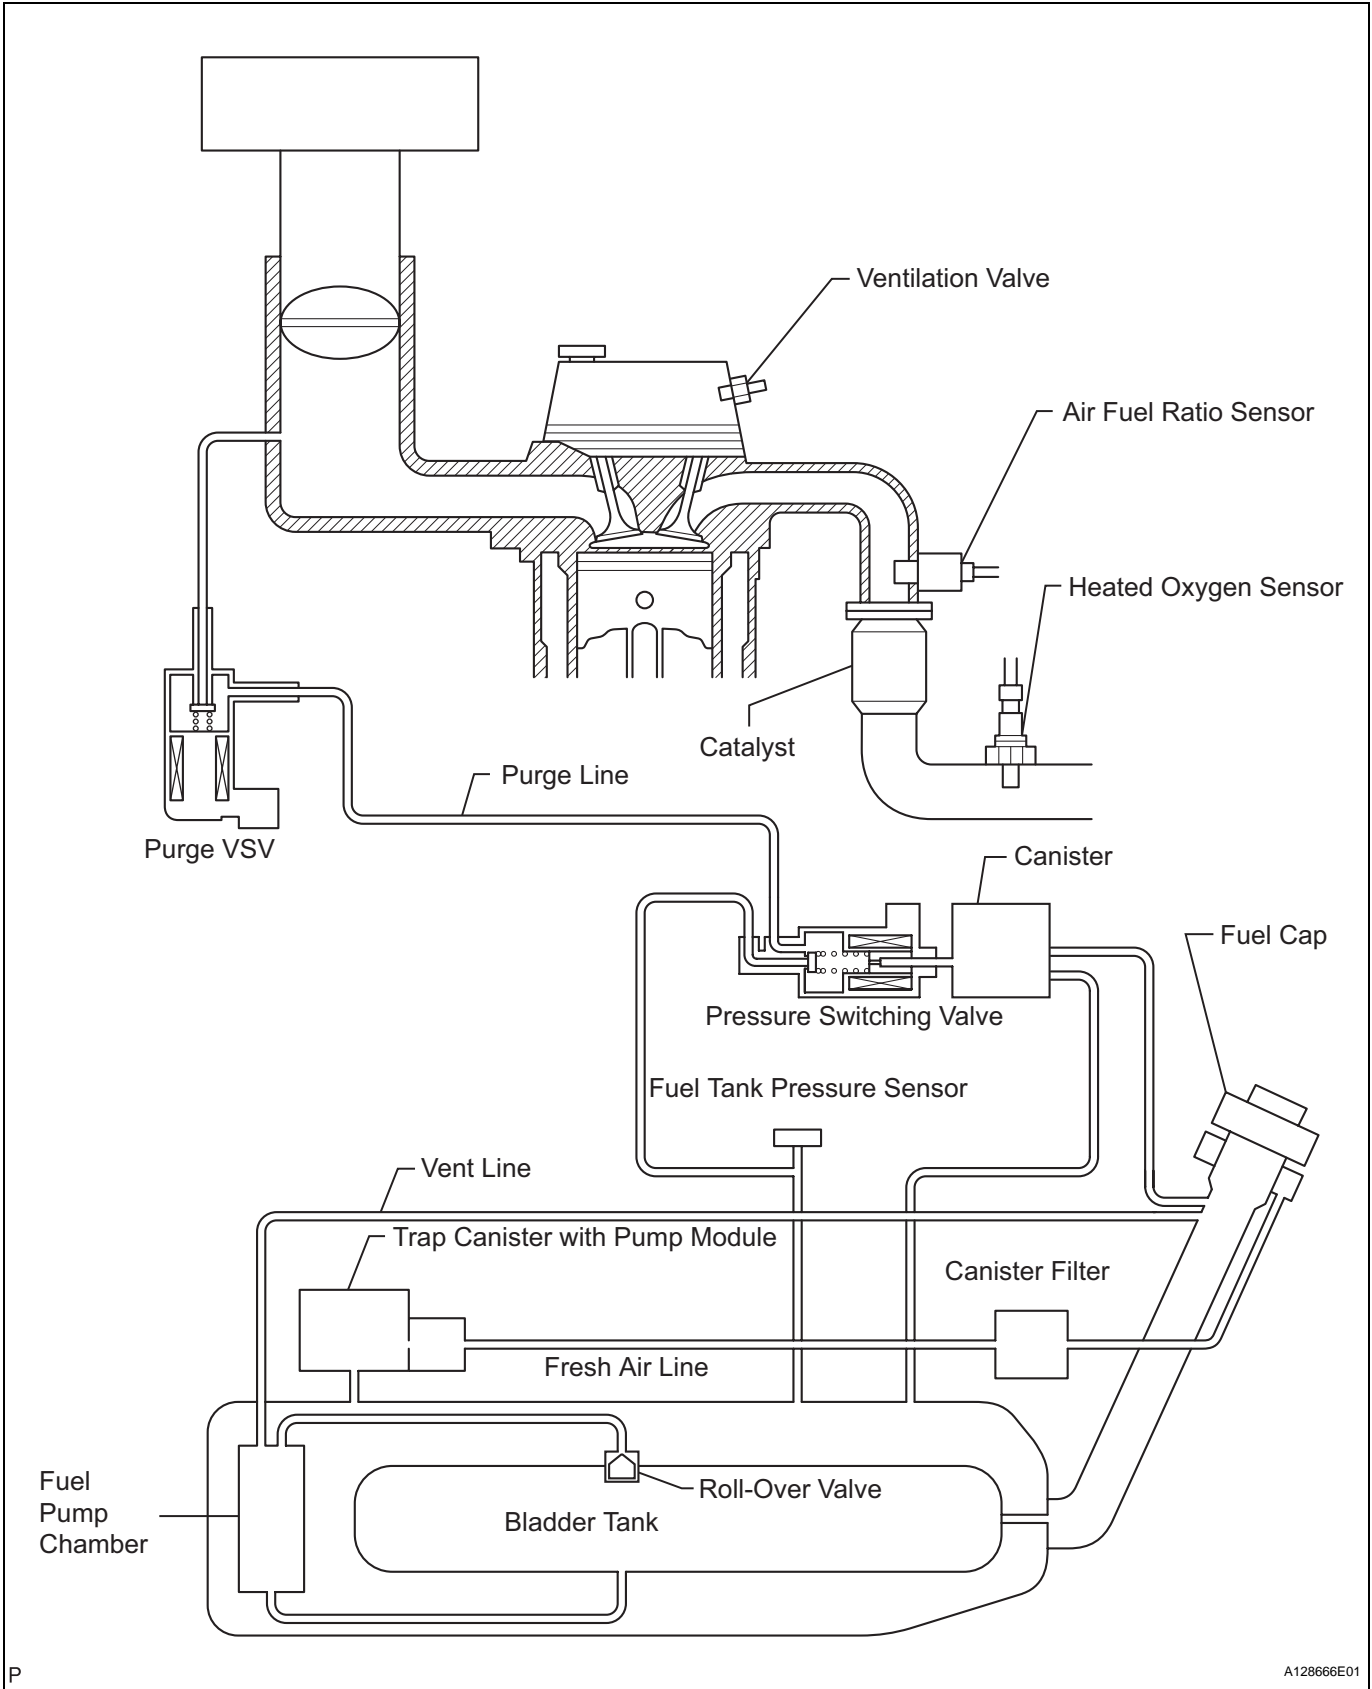 Ventilation Valve
Air Fuel Ratio Sensor
Heated Oxygen Sensor
Catalyst
Purge Line
Purge VSV
Canister
Fuel Cap
Pressure Switching Valve
Fuel Tank Pressure Sensor
Vent Line
Trap Canister with Pump Module
Canister Filter
Fresh Air Line
Fuel
Pump
Chamber
Roll-Over Valve
Bladder Tank
P
A128666E01